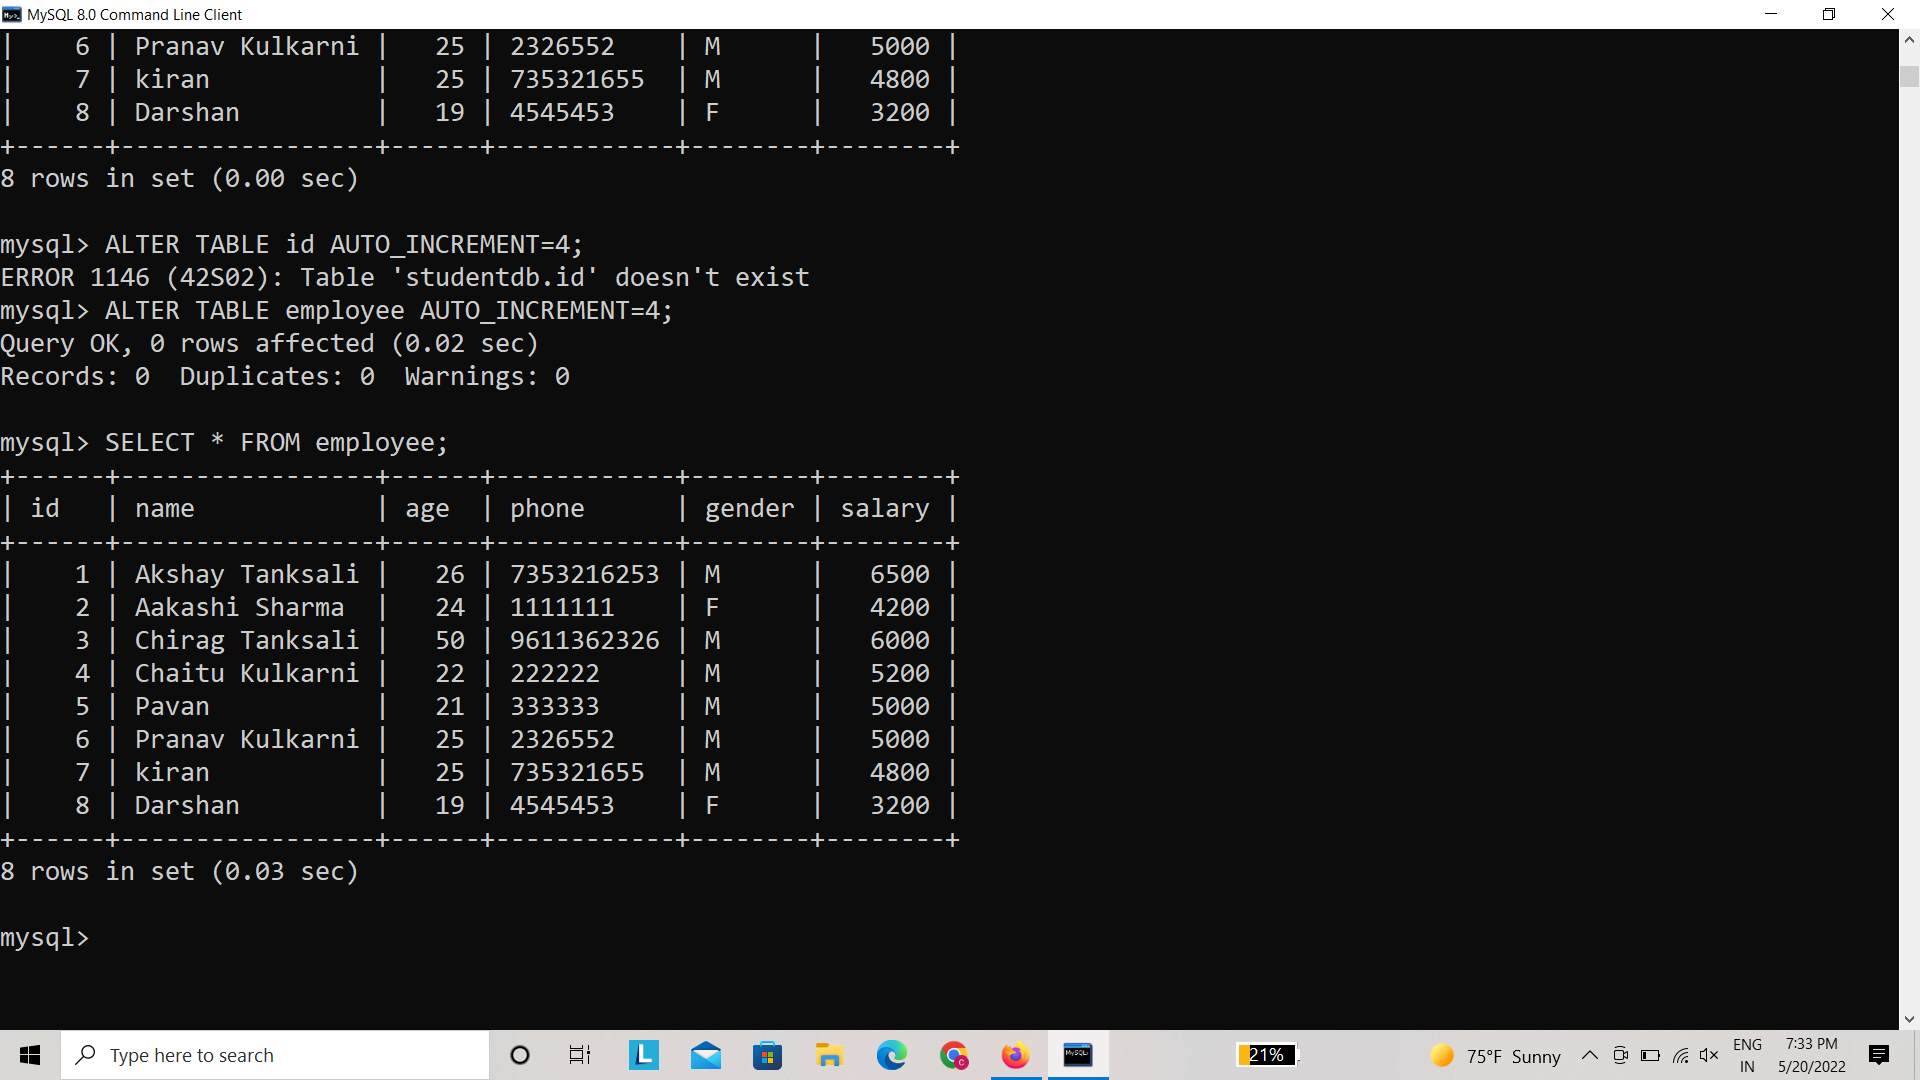 MySQL 8.0 Command Line Client
|    6 | Pranav Kulkarni |   25 | 2326552    | M      |   5000 |
|    7 | kiran           |   25 | 735321655  | M      |   4800 |
|    8 | Darshan         |   19 | 4545453    | F      |   3200 |
+------+-----------------+------+------------+--------+--------+
8 rows in set (0.00 sec)
mysql> ALTER TABLE id AUTO_INCREMENT=4;
ERROR 1146 (42S02): Table 'studentdb.id' doesn't exist
mysql> ALTER TABLE employee AUTO_INCREMENT=4;
Query OK, 0 rows affected (0.02 sec)
Records: 0  Duplicates: 0  Warnings: 0
mysql> SELECT * FROM employee;
+------+-----------------+------+------------+--------+--------+
| id   | name            | age  | phone      | gender | salary |
+------+-----------------+------+------------+--------+--------+
|    1 | Akshay Tanksali |   26 | 7353216253 | M      |   6500 |
|    2 | Aakashi Sharma  |   24 | 1111111    | F      |   4200 |
|    3 | Chirag Tanksali |   50 | 9611362326 | M      |   6000 |
|    4 | Chaitu Kulkarni |   22 | 222222     | M      |   5200 |
|    5 | Pavan           |   21 | 333333     | M      |   5000 |
|    6 | Pranav Kulkarni |   25 | 2326552    | M      |   5000 |
|    7 | kiran           |   25 | 735321655  | M      |   4800 |
|    8 | Darshan         |   19 | 4545453    | F      |   3200 |
+------+-----------------+------+------------+--------+--------+
8 rows in set (0.03 sec)
mysql>
Type here to search
L
C
MySQL
21%
75°F Sunny
ENG
IN
7:33 PM
5/20/2022